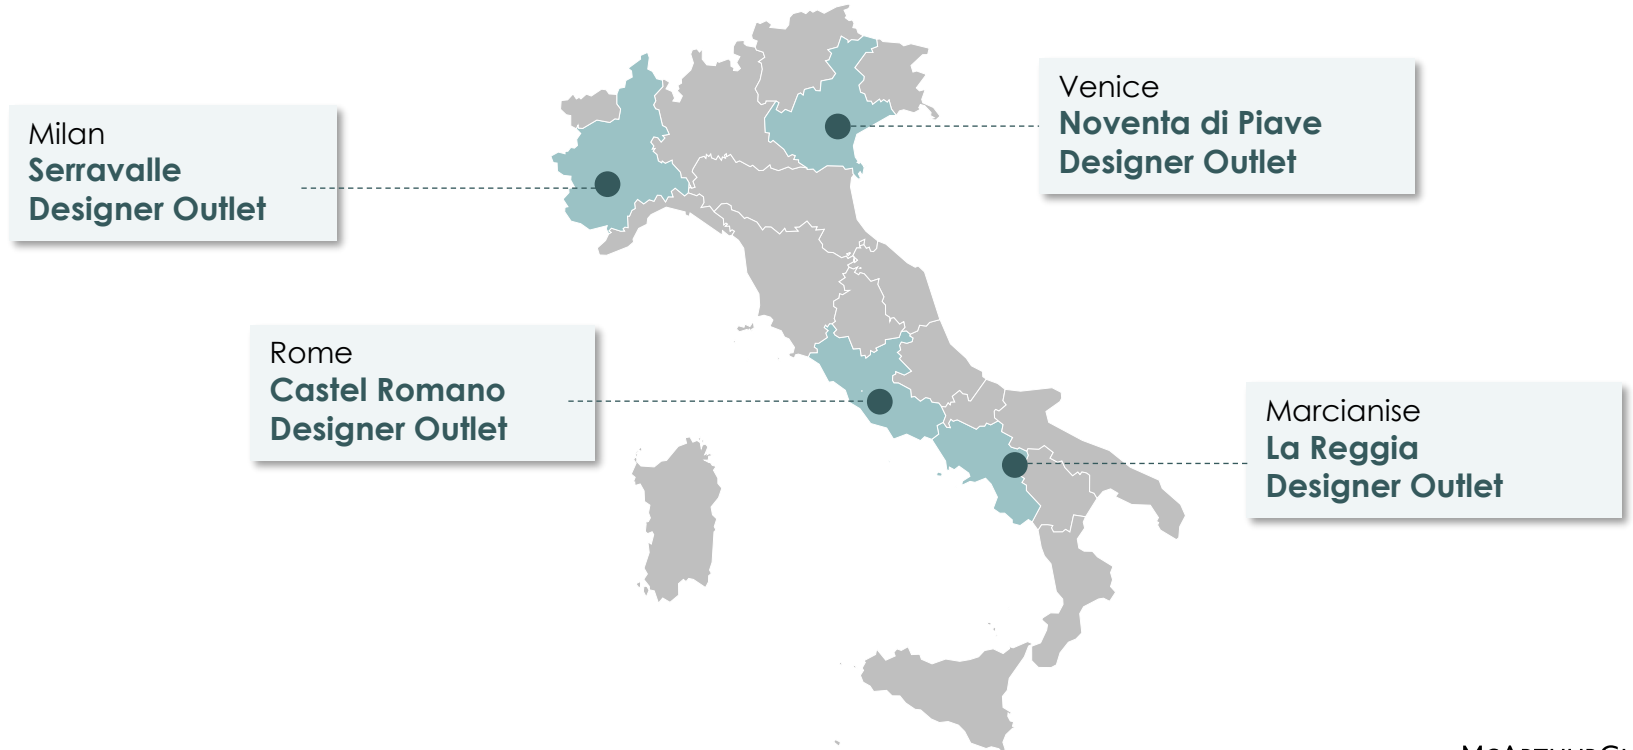 Venice
Noventa di Piave
Designer Outlet
Milan
Serravalle
Designer Outlet
Rome
Castel Romano
Designer Outlet
Marcianise
La Reggia
Designer Outlet